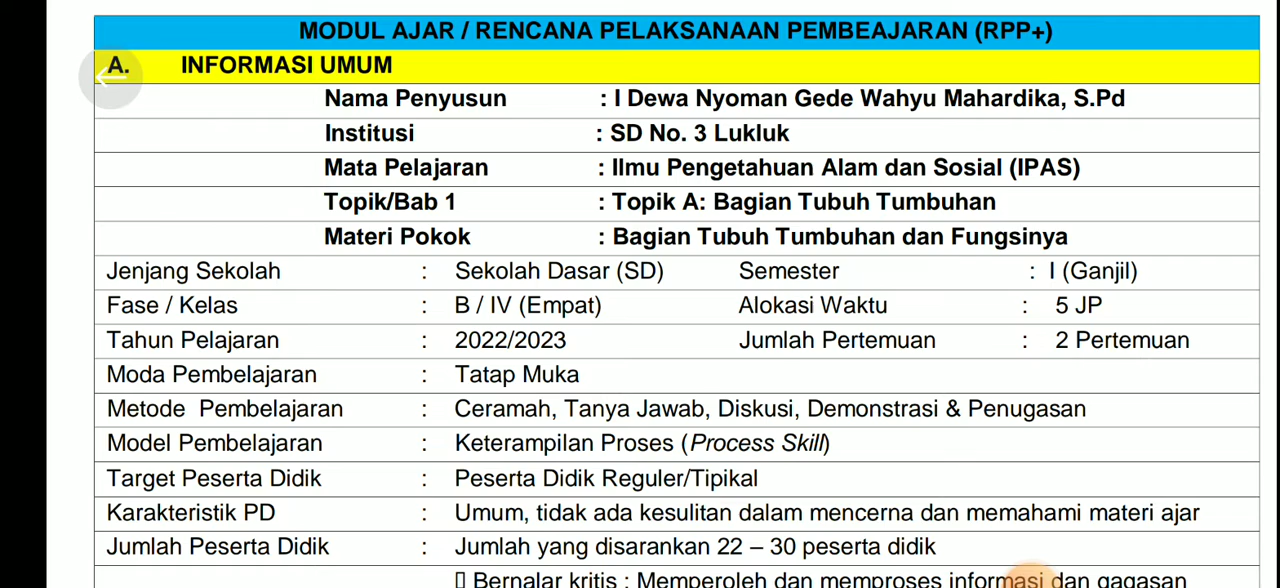 MODUL AJAR / RENCANA PELAKSANAAN PEMBEAJARAN (RPP+)
A. INFORMASI UMUM
Nama Penyusun : I Dewa Nyoman Gede Wahyu Mahardika, S.Pd
Institusi : SD No. 3 Lukluk
Mata Pelajaran : Ilmu Pengetahuan Alam dan Sosial (IPAS)
Topik/Bab 1 : Topik A: Bagian Tubuh Tumbuhan
Materi Pokok : Bagian Tubuh Tumbuhan dan Fungsinya
Jenjang Sekolah : Sekolah Dasar (SD) Semester : I (Ganjil)
Fase / Kelas : B / IV (Empat) Alokasi Waktu : 5 JP
Tahun Pelajaran : 2022/2023 Jumlah Pertemuan : 2 Pertemuan
Moda Pembelajaran : Tatap Muka
Metode Pembelajaran : Ceramah, Tanya Jawab, Diskusi, Demonstrasi & Penugasan
Model Pembelajaran : Keterampilan Proses (Process Skill)
Target Peserta Didik : Peserta Didik Reguler/Tipikal
Karakteristik PD : Umum, tidak ada kesulitan dalam mencerna dan memahami materi ajar
Jumlah Peserta Didik : Jumlah yang disarankan 22 – 30 peserta didik
Bernalar kritis : Memperoleh dan memproses informasi dan gagasan